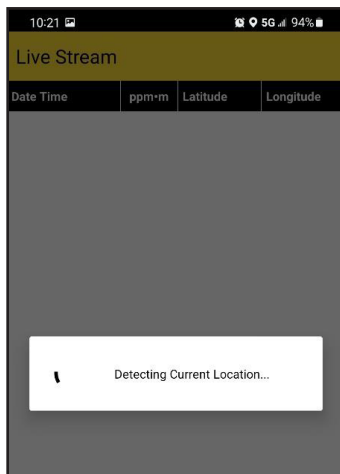 10:21 5G 94%
Live Stream
Date Time ppm•m Latitude Longitude
Detecting Current Location...